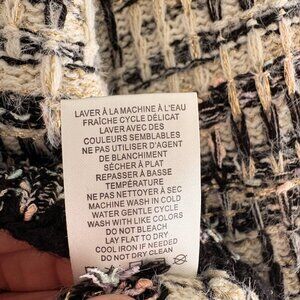 LAVER À LA MACHINE À L'EAU
FRAÎCHE CYCLE DÉLICAT
LAVER AVEC DES
COULEURS SEMBLABLES
NE PAS UTILISER D'AGENT
DE BLANCHIMENT
SÉCHER À PLAT
REPASSER À BASSE
TEMPÉRATURE
NE PAS NETTOYER À SEC
MACHINE WASH IN COLD
WATER GENTLE CYCLE
WASH WITH LIKE COLORS
DO NOT BLEACH
LAY FLAT TO DRY
COOL IRON IF NEEDED
DO NOT DRY CLEAN